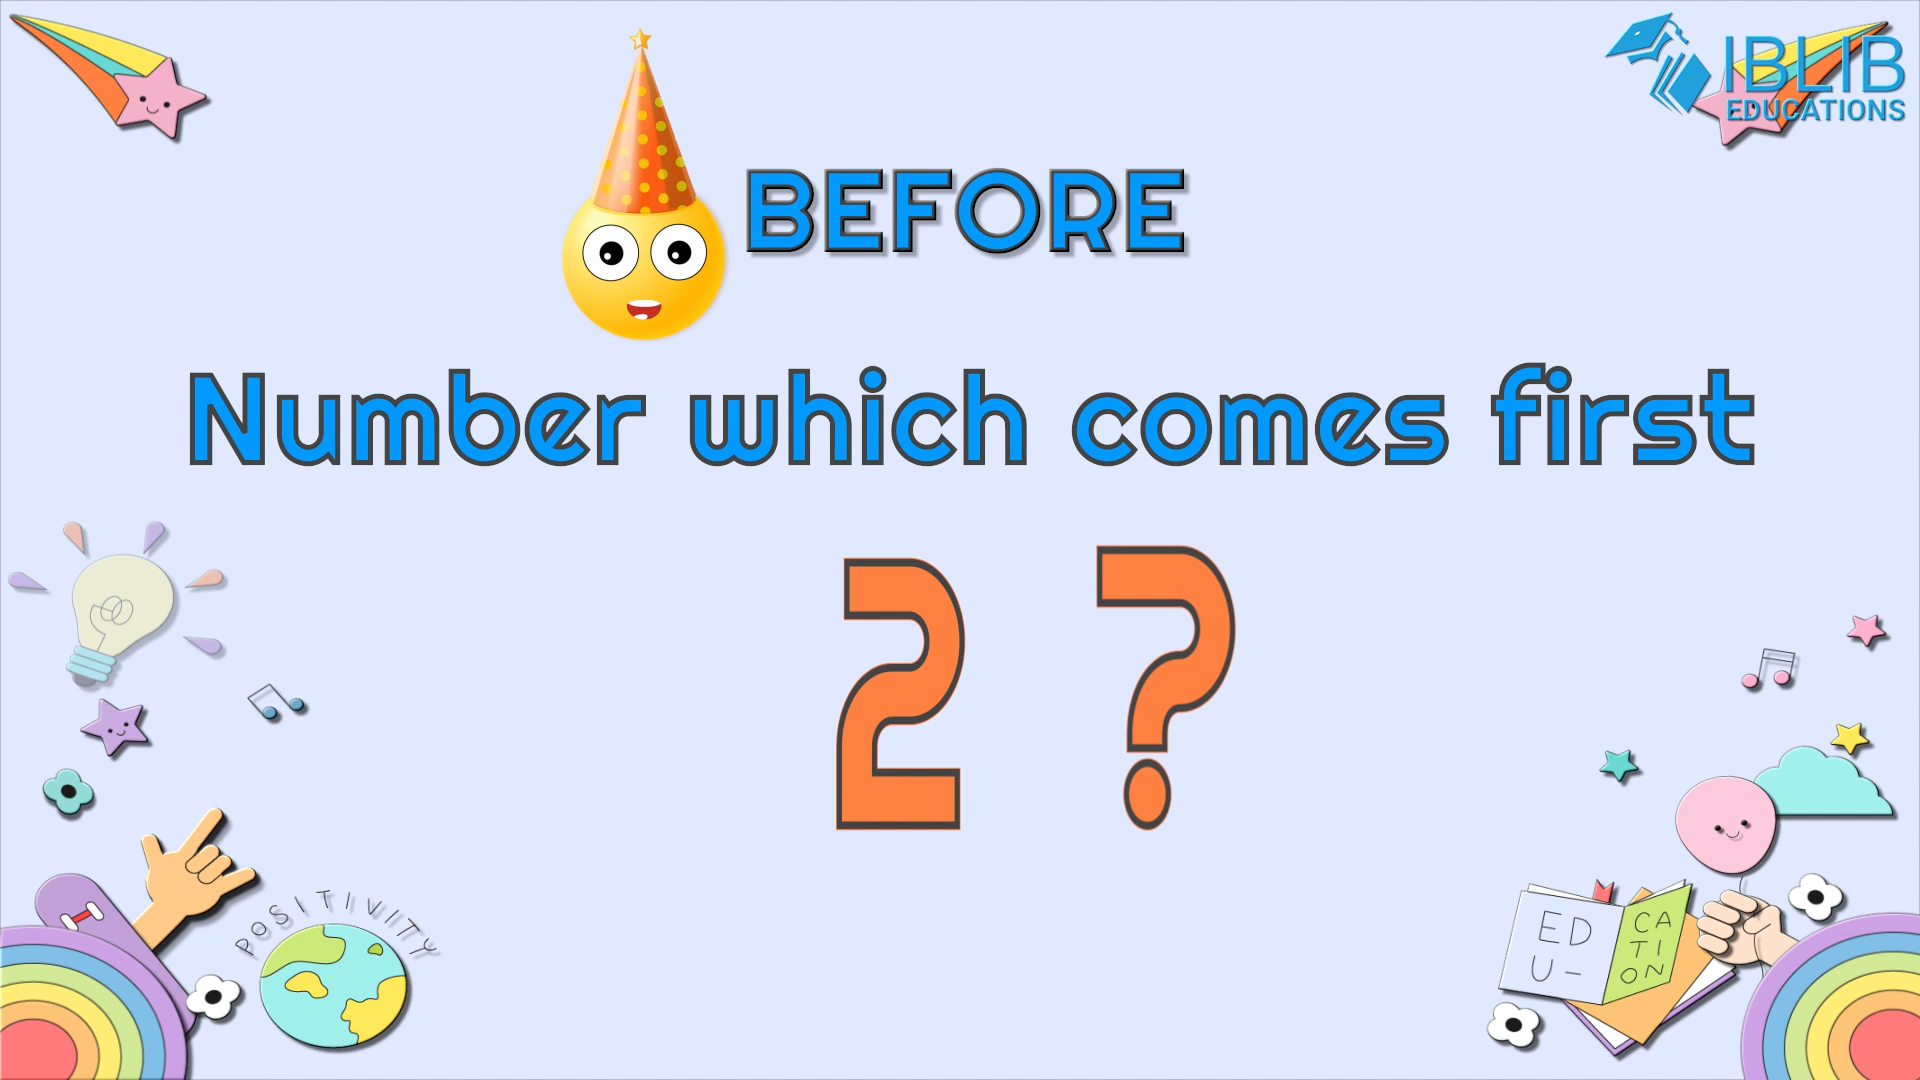 IBLIB
EDUCATIONS
BEFORE
Number which comes first
2 ?
POSITIVITY
ED
U-
CA
TI
ON